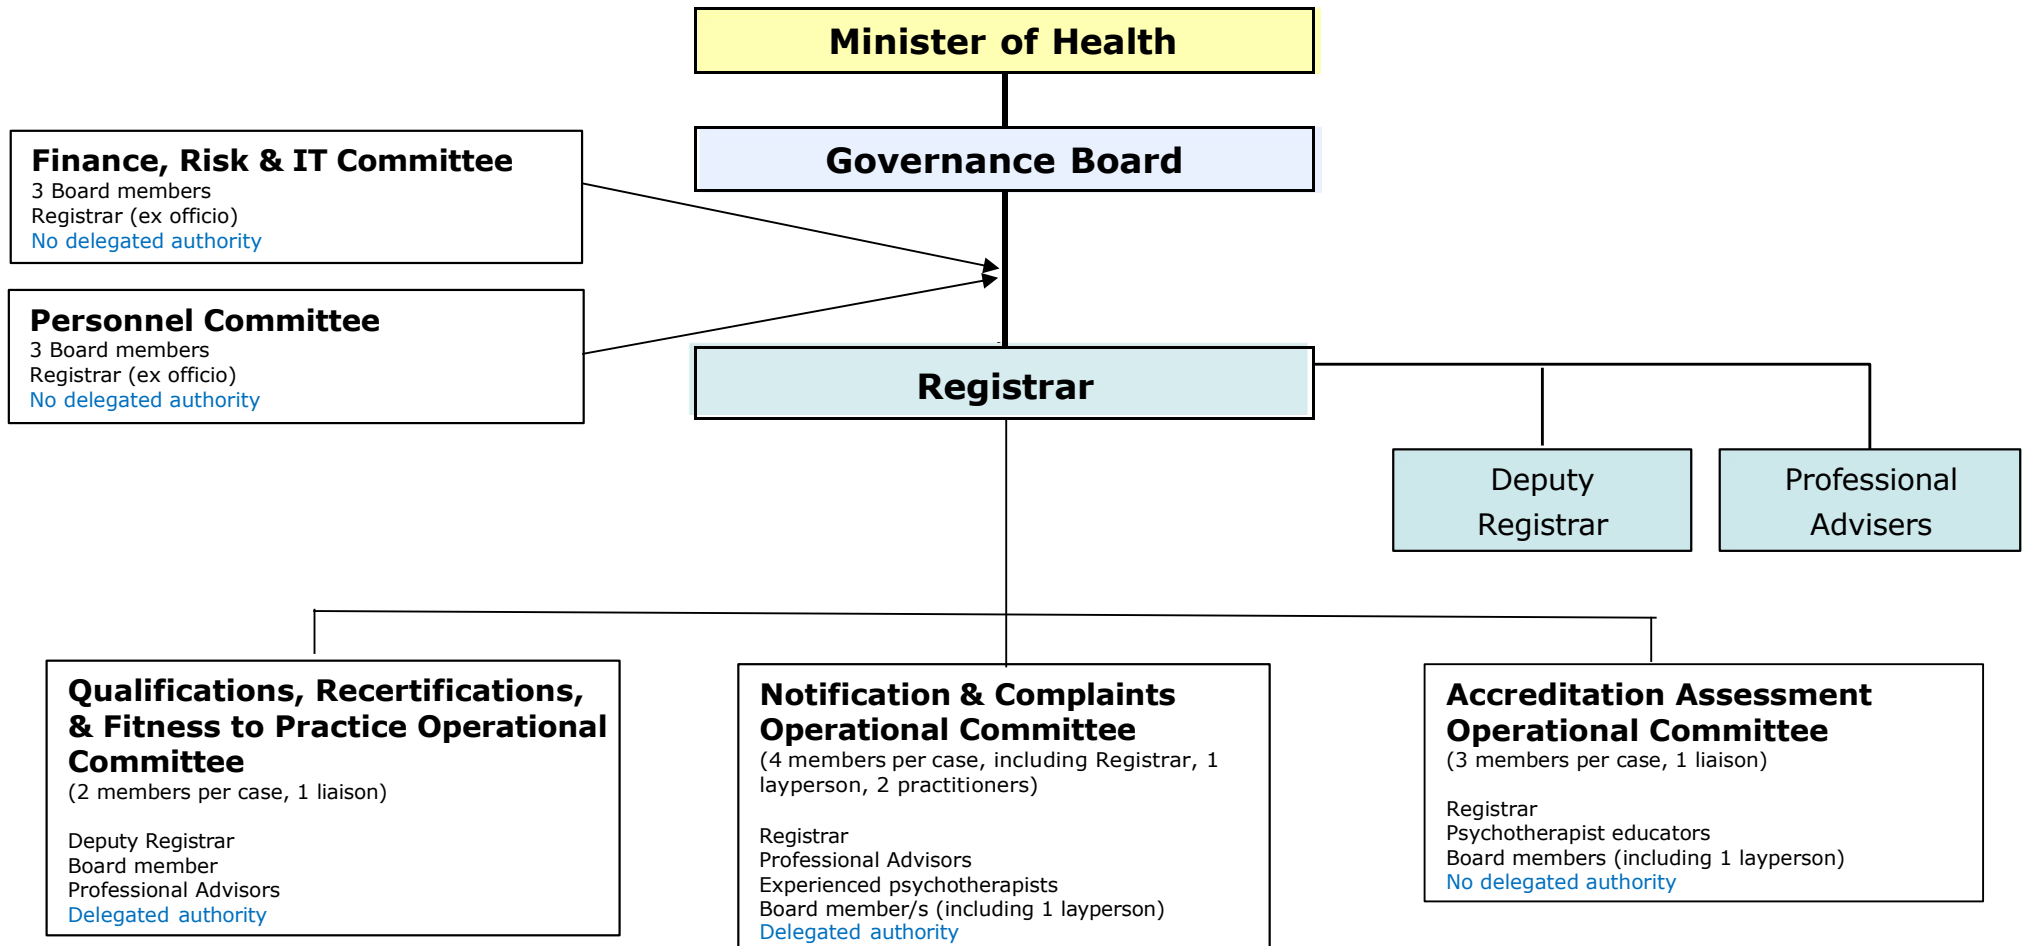 Minister of Health
Governance Board
Finance, Risk & IT Committee
3 Board members
Registrar (ex officio)
No delegated authority
Personnel Committee
3 Board members
Registrar (ex officio)
No delegated authority
Registrar
Deputy
Registrar
Professional
Advisers
Qualifications, Recertifications,
& Fitness to Practice Operational
Committee
(2 members per case, 1 liaison)
Deputy Registrar
Board member
Professional Advisors
Delegated authority
Notification & Complaints
Operational Committee
(4 members per case, including Registrar, 1
layperson, 2 practitioners)
Registrar
Professional Advisors
Experienced psychotherapists
Board member/s (including 1 layperson)
Delegated authority
Accreditation Assessment
Operational Committee
(3 members per case, 1 liaison)
Registrar
Psychotherapist educators
Board members (including 1 layperson)
No delegated authority